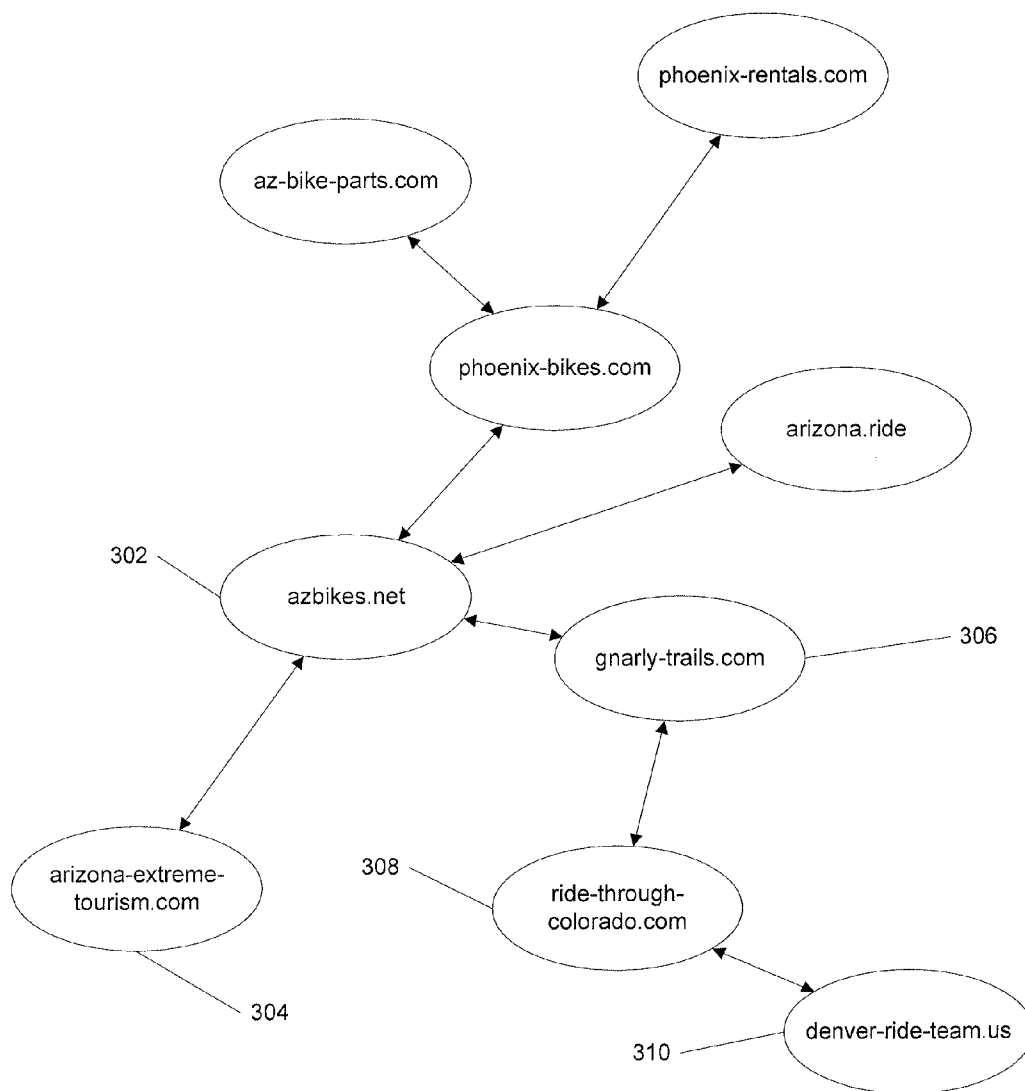 phoenix-rentals.com
az-bike-parts.com
phoenix-bikes.com
arizona.ride
302
azbikes.net
gnarly-trails.com
306
arizona-extreme-
tourism.com
308
ride-through-
colorado.com
304
310
denver-ride-team.us